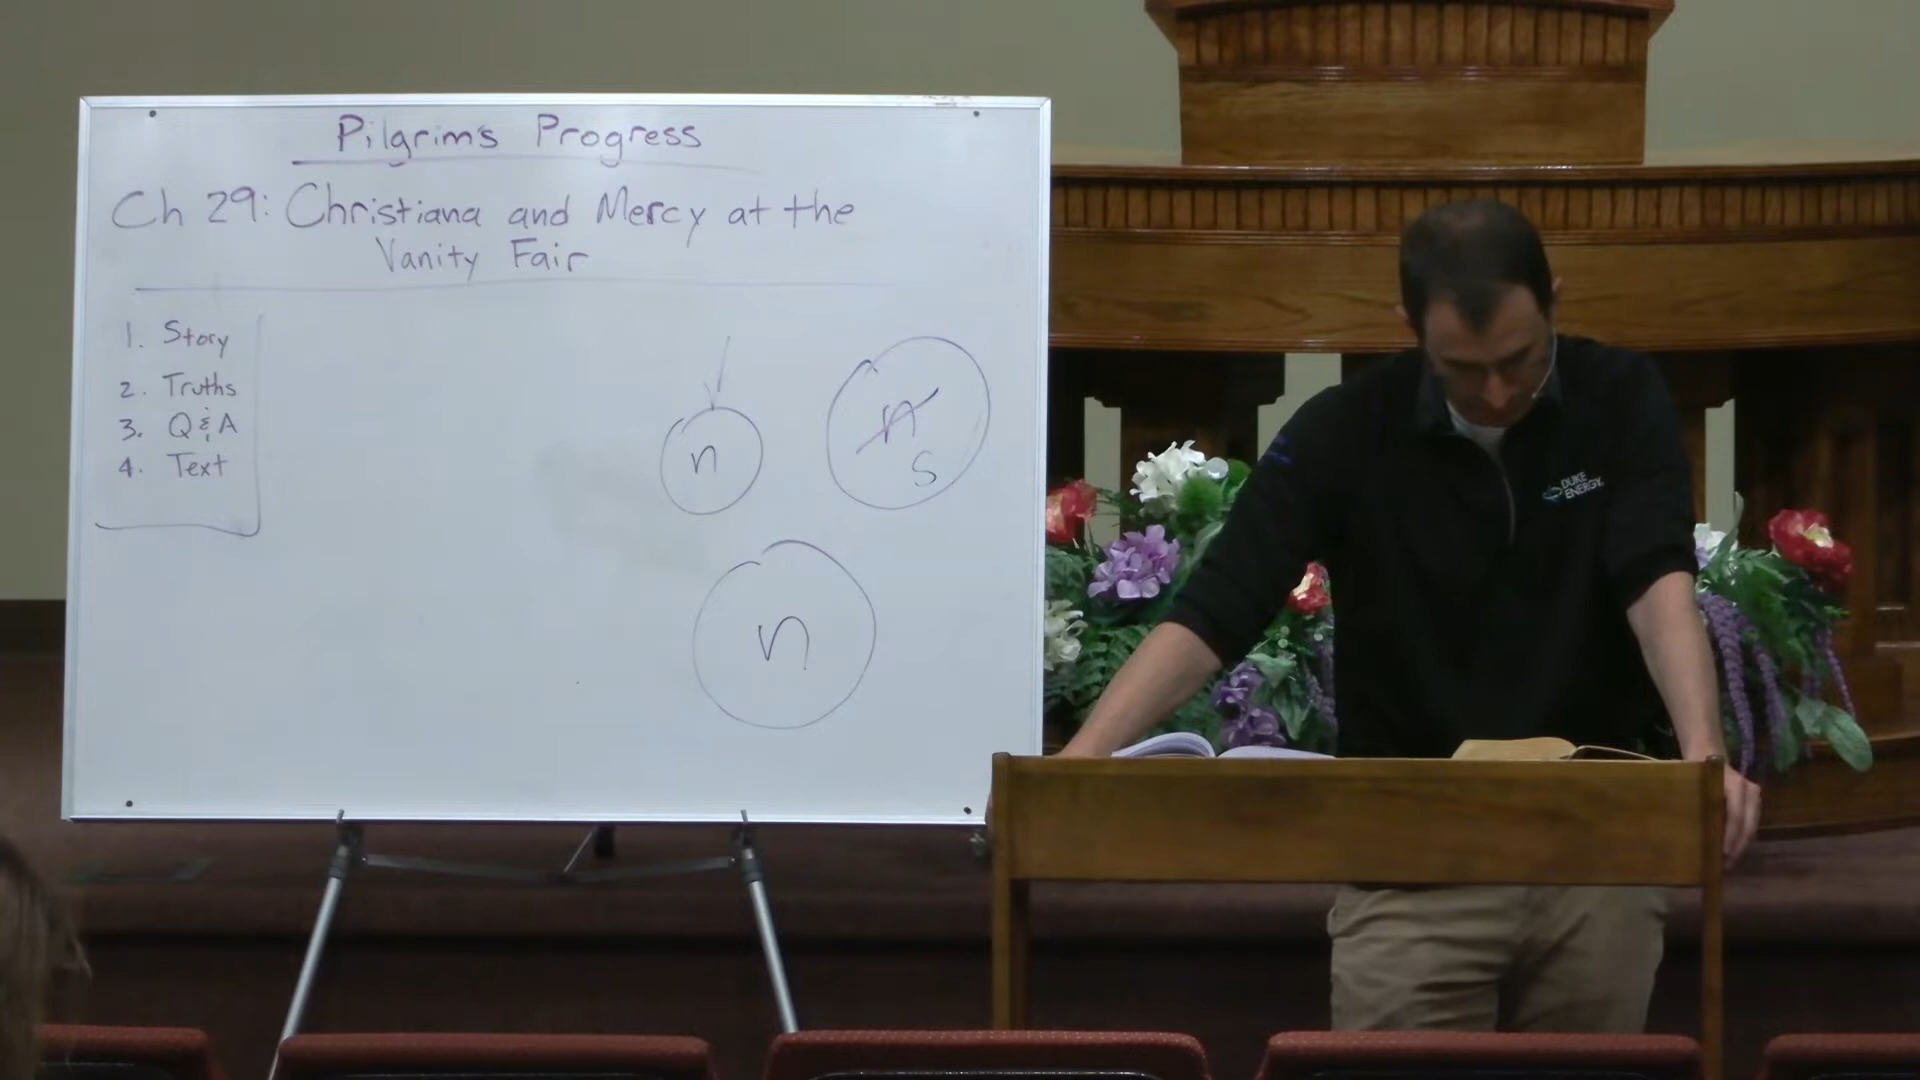 Pilgrim's Progress
Ch 29: Christiana and Mercy at the
Vanity Fair
1. Story
2. Truths
3. Q & A
4. Text
n
n
s
n
DUKE
ENERGY.